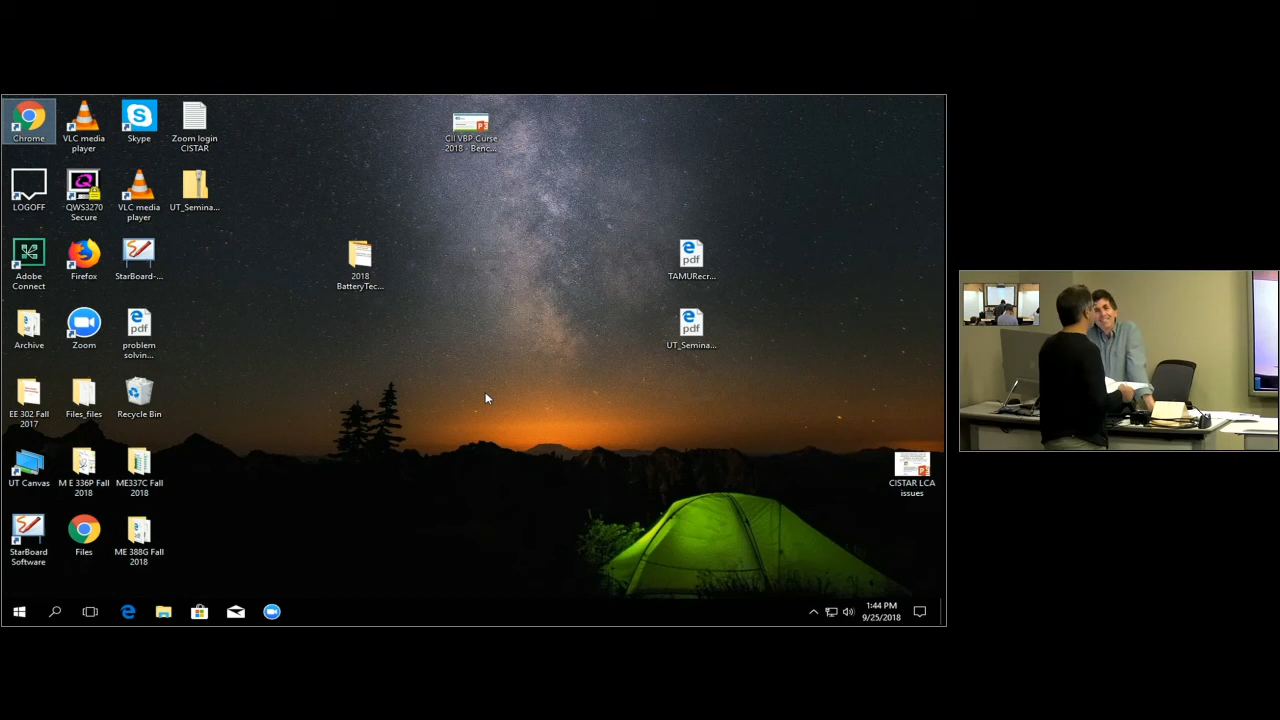 Chrome
VLC media
player
Skype
Zoom login
CISTAR
CII VBP Curse
2018 - Benc...
LOGOFF
QWS3270
Secure
VLC media
player
UT_Semina...
Adobe
Connect
Firefox
StarBoard-...
2018
BatteryTec...
pdf
TAMURecr...
Archive
Zoom
pdf
problem
solvin...
pdf
UT_Semina...
EE 302 Fall
2017
Files_files
Recycle Bin
UT Canvas
M E 336P Fall
2018
ME337C Fall
2018
CISTAR LCA
issues
StarBoard
Software
Files
ME 388G Fall
2018
1:44 PM
9/25/2018